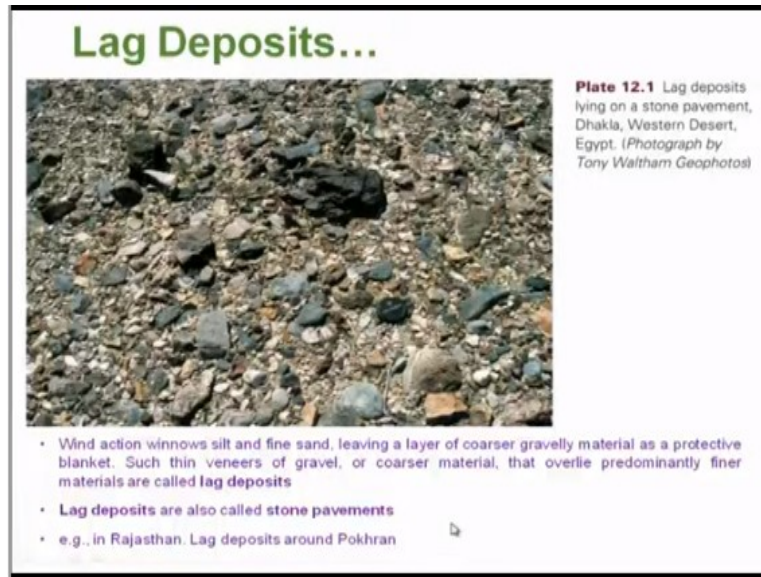 Lag Deposits...
Plate 12.1 Lag deposits
lying on a stone pavement,
Dhakla, Western Desert,
Egypt. (Photograph by
Tony Waltham Geophotos)
• Wind action winnows silt and fine sand, leaving a layer of coarser gravelly material as a protective
blanket. Such thin veneers of gravel, or coarser material, that overlie predominantly finer
materials are called lag deposits
• Lag deposits are also called stone pavements
• e.g., in Rajasthan. Lag deposits around Pokhran